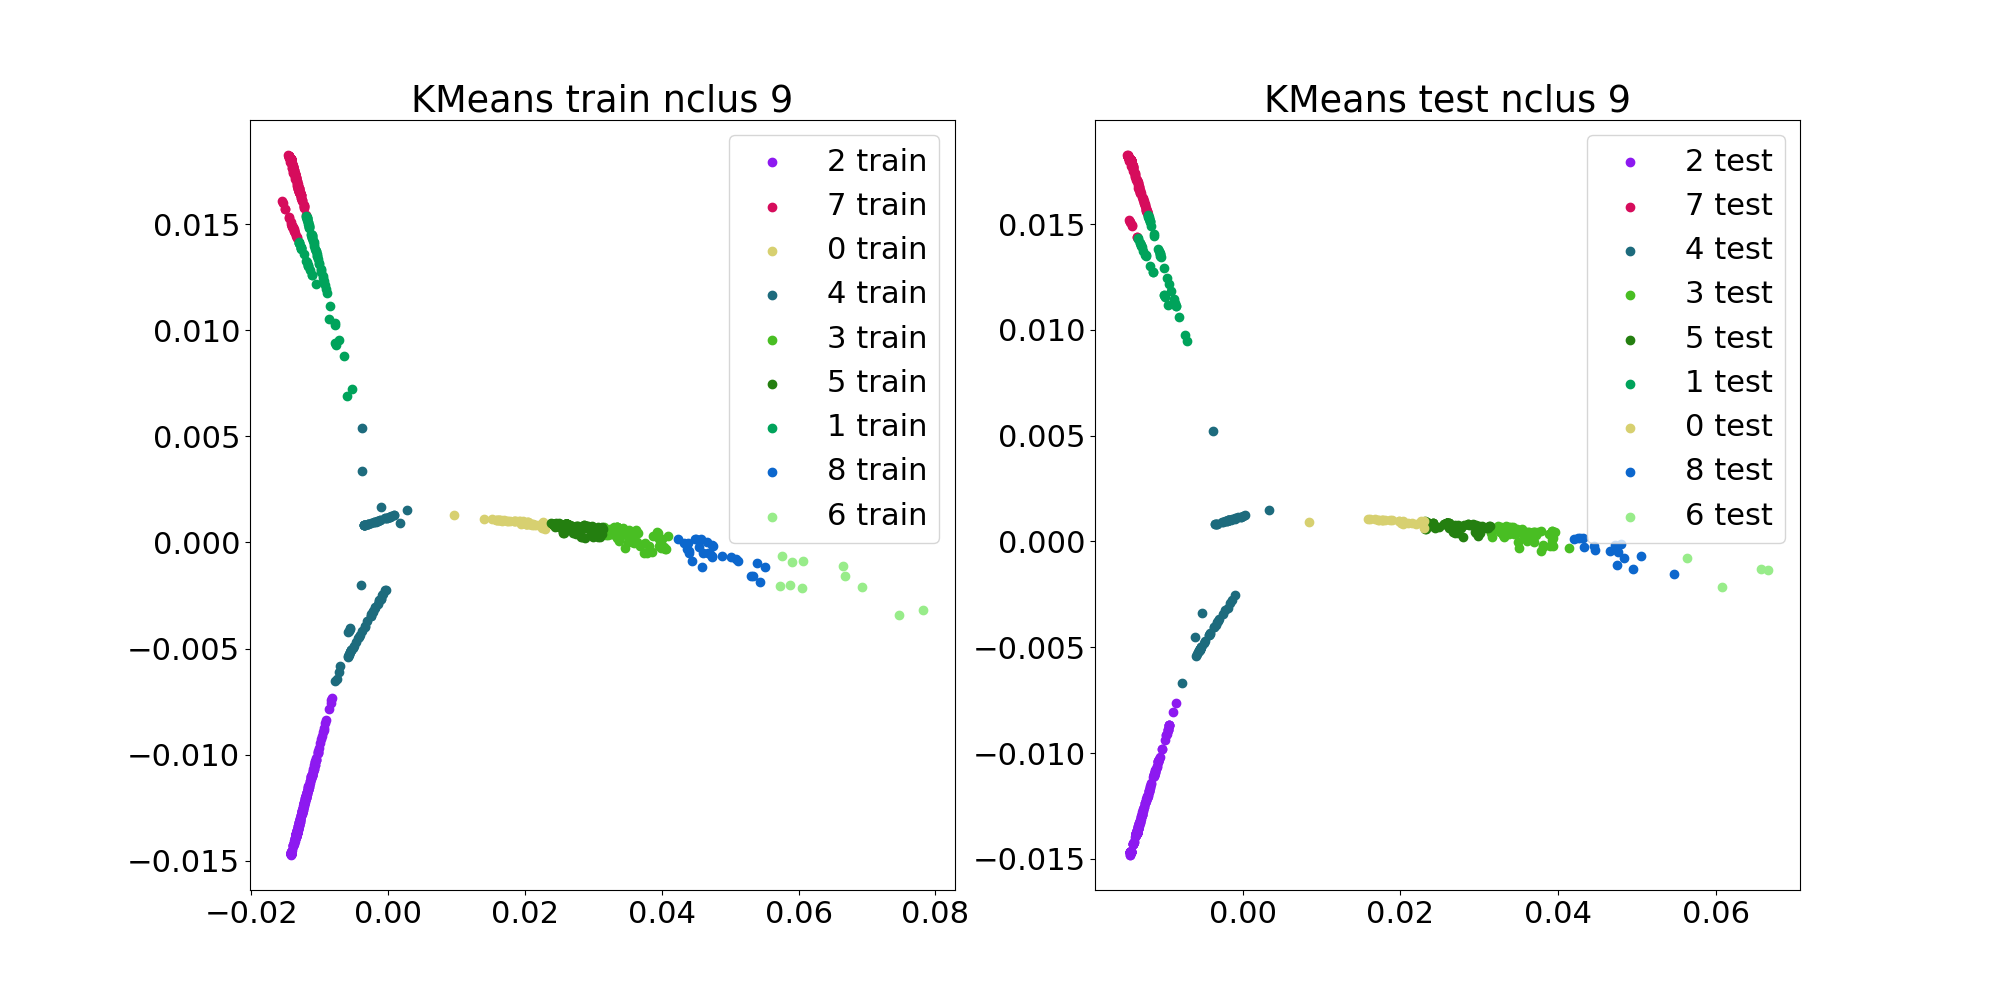 KMeans train nclus 9
2 train
7 train
0 train
4 train
3 train
5 train
1 train
8 train
6 train
0.015
0.010
0.005
0.000
−0.005
−0.010
−0.015
−0.02 0.00 0.02 0.04 0.06 0.08
KMeans test nclus 9
2 test
7 test
4 test
3 test
5 test
1 test
0 test
8 test
6 test
0.015
0.010
0.005
0.000
−0.005
−0.010
−0.015
0.00 0.02 0.04 0.06